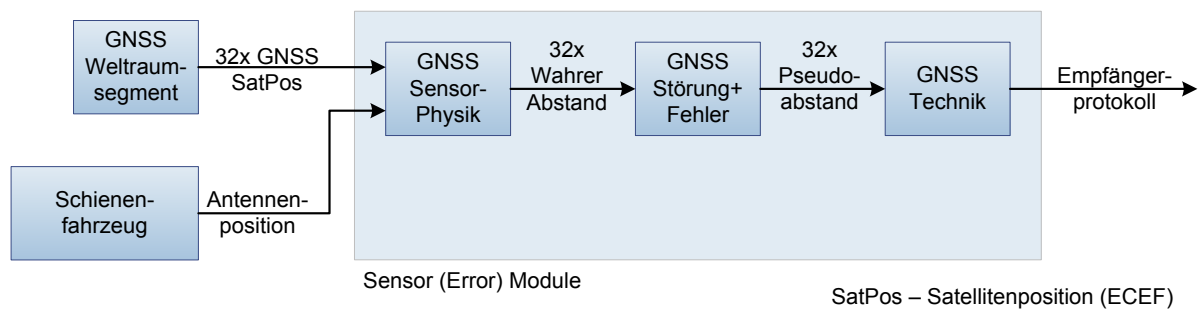 GNSS
Weltraum-
segment
32x GNSS
SatPos
GNSS
Sensor-
Physik
32x
Wahrer
Abstand
GNSS
Störung+
Fehler
32x
Pseudo-
abstand
GNSS
Technik
Empfänger-
protokoll
Schienen-
fahrzeug
Antennen-
position
Sensor (Error) Module
SatPos – Satellitenposition (ECEF)